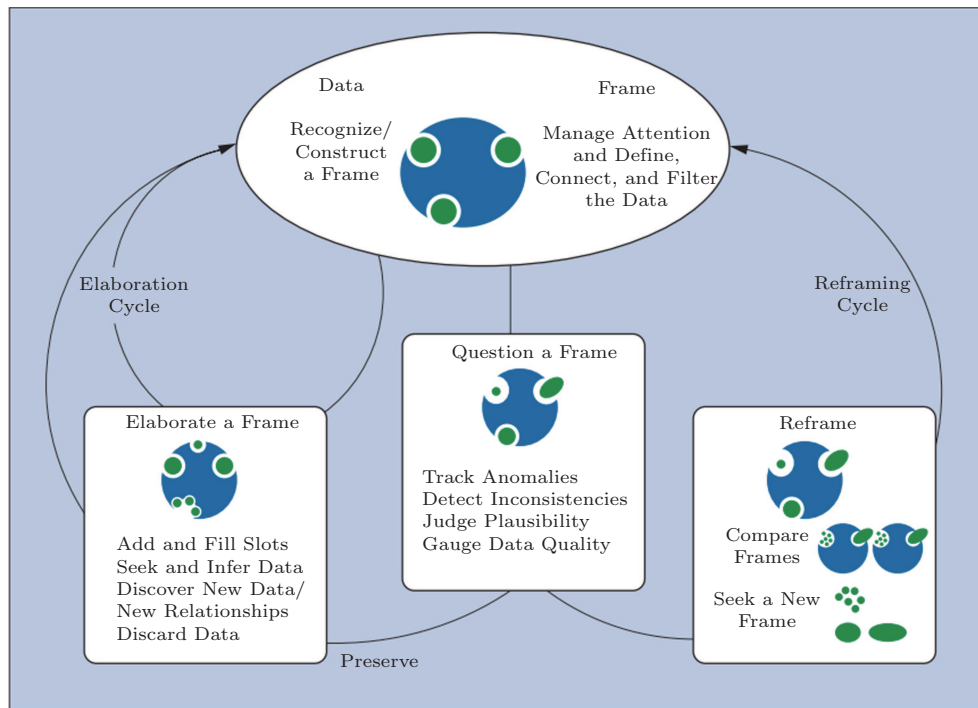 Data
Frame
Recognize/
Construct
a Frame
Manage Attention
and Define,
Connect, and Filter
the Data
Elaboration
Cycle
Reframing
Cycle
Question a Frame
Track Anomalies
Detect Inconsistencies
Judge Plausibility
Gauge Data Quality
Elaborate a Frame
Add and Fill Slots
Seek and Infer Data
Discover New Data/
New Relationships
Discard Data
Reframe
Compare
Frames
Seek a New
Frame
Preserve